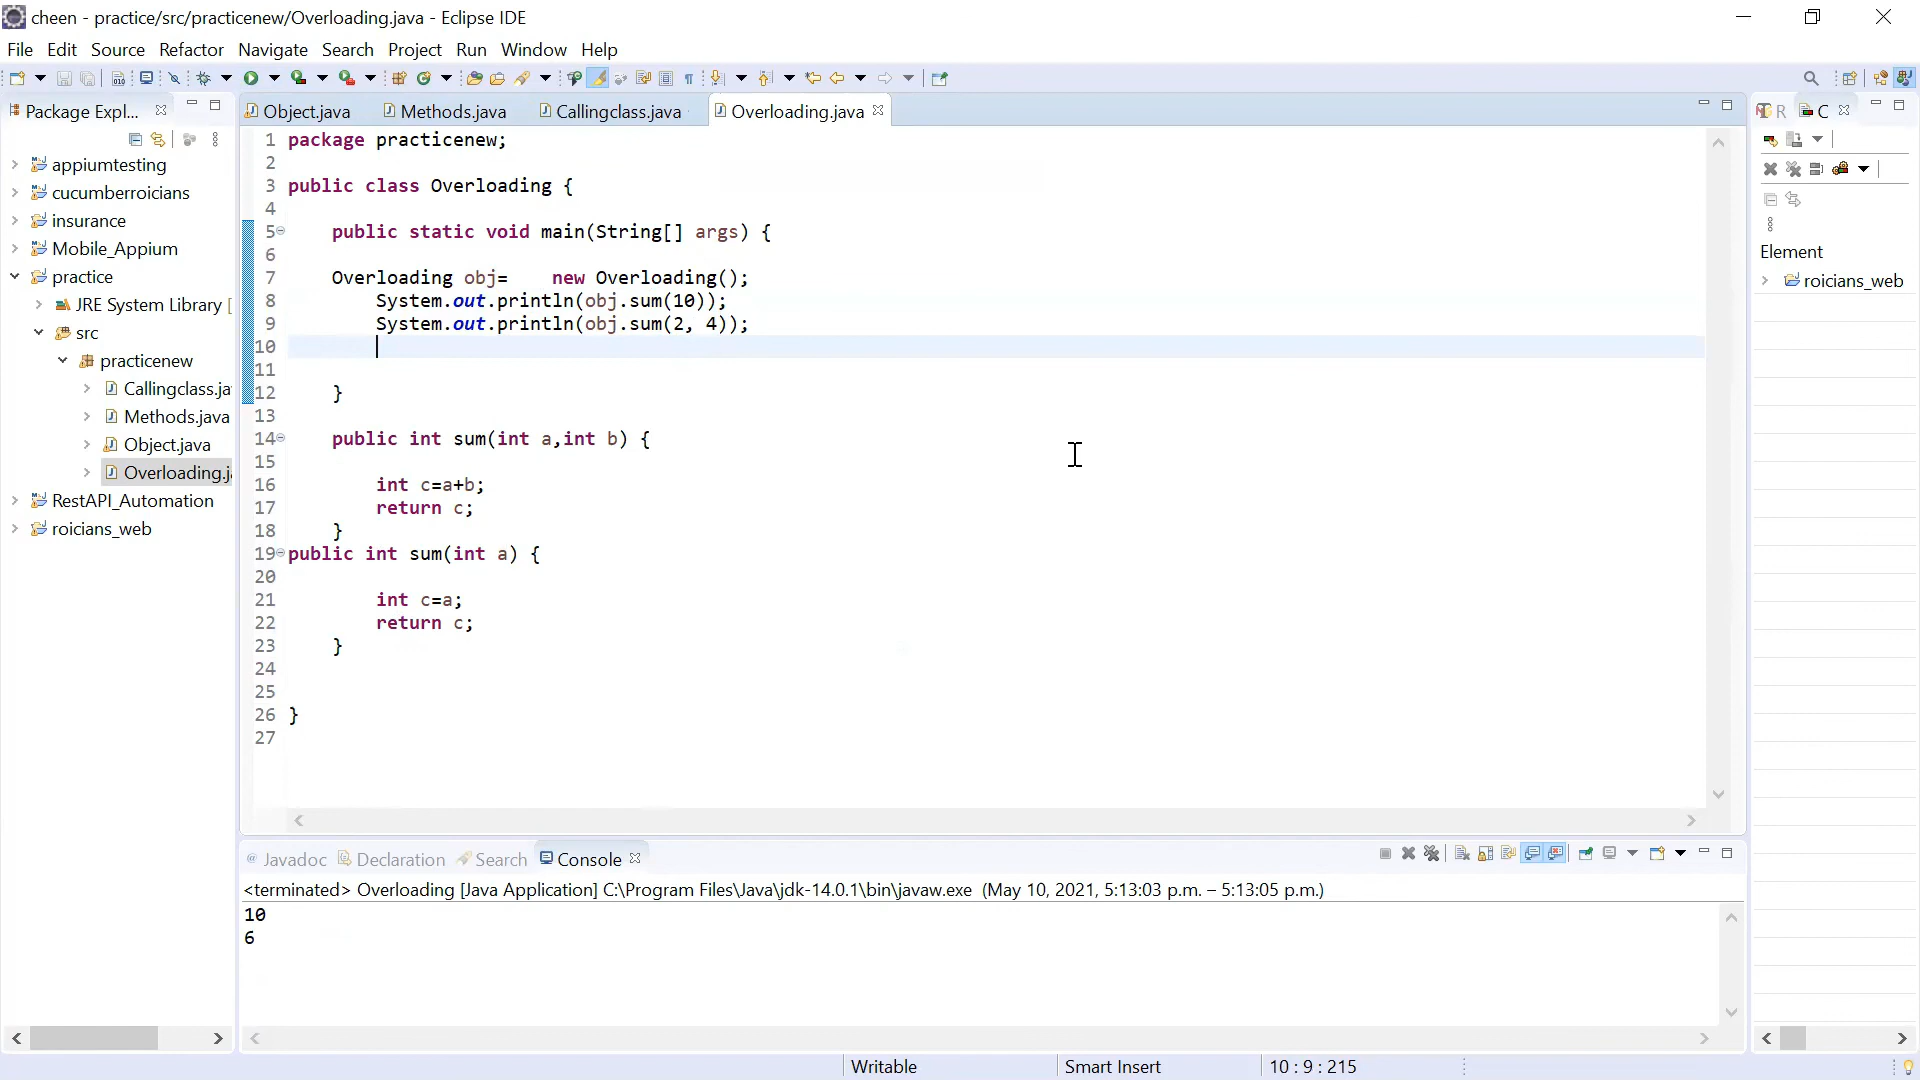 cheen - practice/src/practicenew/Overloading.java - Eclipse IDE
File Edit Source Refactor Navigate Search Project Run Window Help
Package Expl...
Object.java Methods.java Callingclass.java Overloading.java
R C
appiumtesting
cucumberroicians
insurance
Mobile_Appium
practice
JRE System Library [
src
practicenew
Callingclass.ja
Methods.java
Object.java
Overloading.j
RestAPI_Automation
roicians_web
1 package practicenew;
2
3 public class Overloading {
4
5 public static void main(String[] args) {
6
7 Overloading obj= new Overloading();
8 System.out.println(obj.sum(10));
9 System.out.println(obj.sum(2, 4));
10
11
12 }
13
14 public int sum(int a,int b) {
15
16 int c=a+b;
17 return c;
18 }
19 public int sum(int a) {
20
21 int c=a;
22 return c;
23 }
24
25
26 }
27
Element
roicians_web
@ Javadoc Declaration Search Console
<terminated> Overloading [Java Application] C:\Program Files\Java\jdk-14.0.1\bin\javaw.exe (May 10, 2021, 5:13:03 p.m. – 5:13:05 p.m.)
10
6
Writable Smart Insert 10 : 9 : 215